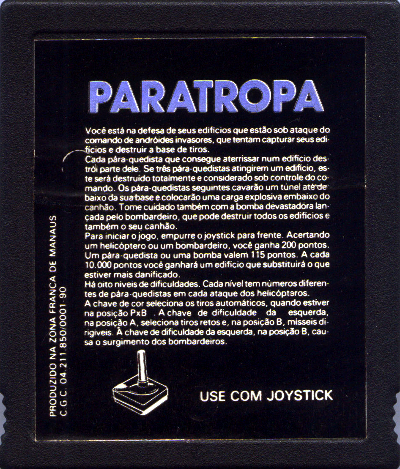 PARATROPA
Você está na defesa de seus edifícios que estão sob ataque do
comando de andróides invasores, que tentam capturar seus edi-
fícios e destruir a base de tiros.
Cada pára-quedista que consegue aterrissar num edifício des-
trói parte dele. Se três pára-quedistas atingirem um edifício, es-
te será destruido totalmente e considerado sob controle do co-
mando. Os pára-quedistas seguintes cavarão um túnel até de-
baixo da sua base e colocarão uma carga explosiva embaixo do
canhão. Tome cuidado também com a bomba devastadora lan-
çada pelo bombardeiro, que pode destruir todos os edifícios e
também o seu canhão.
Para iniciar o jogo, empurre o joystick para frente. Acertando
um helicóptero ou um bombardeiro, você ganha 200 pontos.
Um pára-quedista ou uma bomba valem 115 pontos. A cada
10.000 pontos você ganhará um edifício que substituirá o que
estiver mais danificado.
Há oito níveis de dificuldades. Cada nível tem números diferen-
tes de pára-quedistas em cada ataque dos helicópteros.
A chave de cor seleciona os tiros automáticos, quando estiver
na posição PxB. A chave de dificuldade da esquerda,
na posição A, seleciona tiros retos e, na posição B, mísseis di-
rigíveis. A chave de dificuldade da esquerda, na posição B, cau-
sa o surgimento dos bombardeiros.
USE COM JOYSTICK
PRODUZIDO NA ZONA FRANCA DE MANAUS
C.G.C. 04.211.850/0001-90